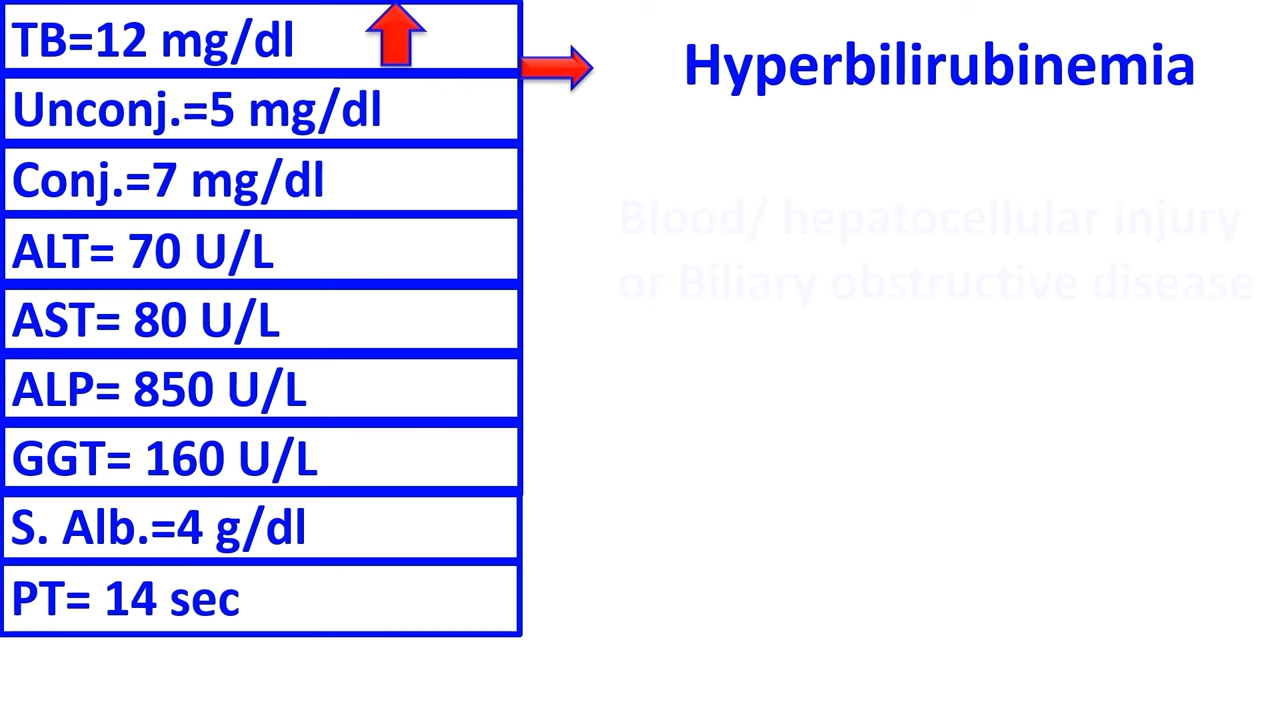 TB=12 mg/dl
Hyperbilirubinemia
Unconj.=5 mg/dl
Conj.=7 mg/dl
Blood/ hepatocellular injury
or Biliary obstructive disease
ALT= 70 U/L
AST= 80 U/L
ALP= 850 U/L
GGT= 160 U/L
S. Alb.=4 g/dl
PT= 14 sec